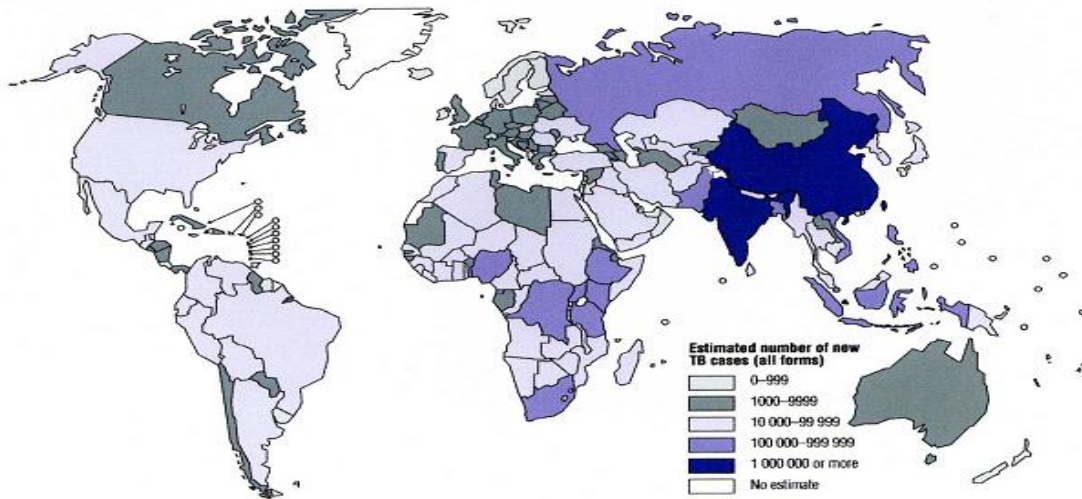 Estimated number of new
TB cases (all forms)
0–999
1000–9999
10 000–99 999
100 000–999 999
1 000 000 or more
No estimate